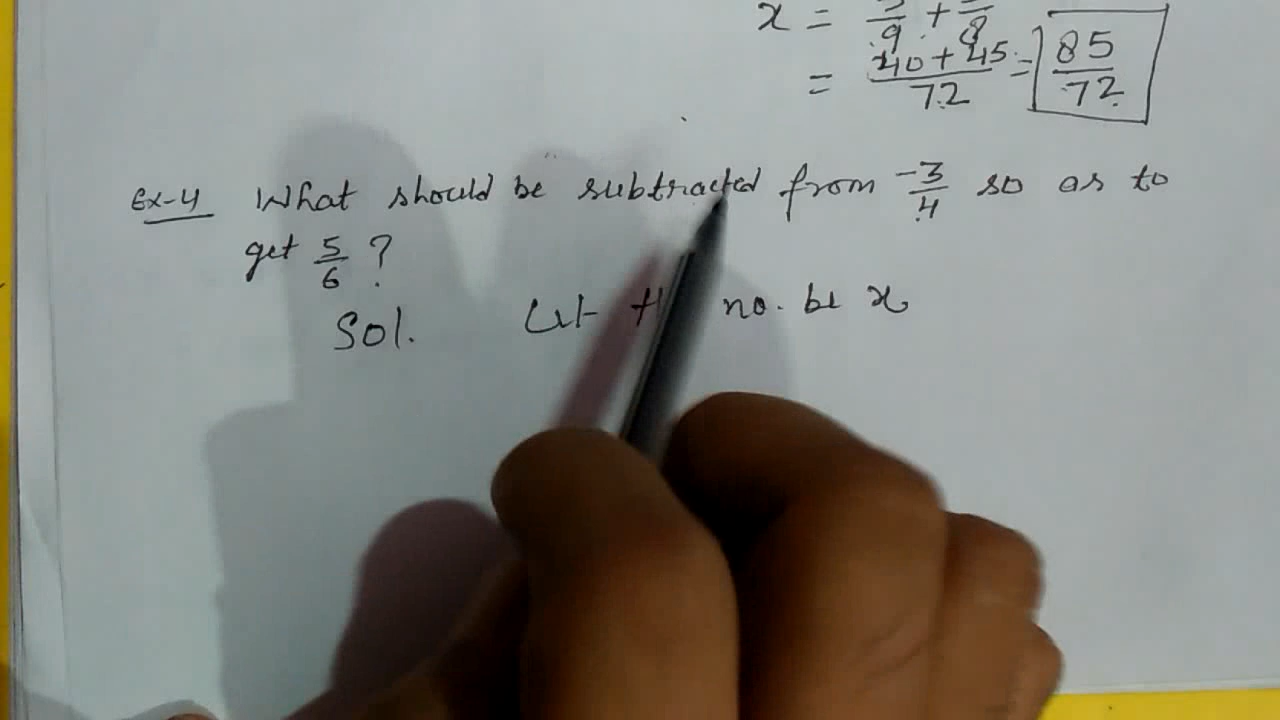 x = 5/9 + 5/8
= 40+45/72 = 85/72
Ex-4 What should be subtracted from -3/4 so as to
get 5/6 ?
Sol. Let no. be x